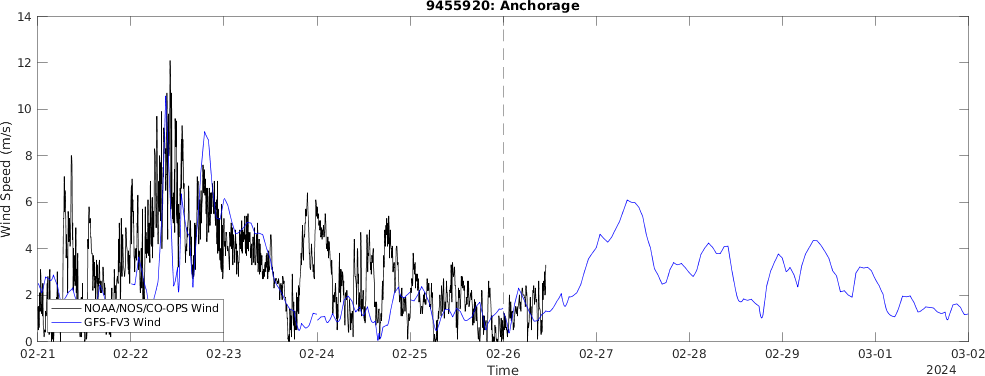 9455920: Anchorage
14
12
10
8
6
4
2
0
Wind Speed (m/s)
NOAA/NOS/CO-OPS Wind
GFS-FV3 Wind
02-21 02-22 02-23 02-24 02-25 02-26 02-27 02-28 02-29 03-01 03-02
Time
2024